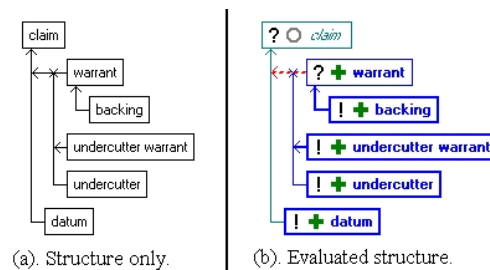 claim
warrant
backing
undercutter warrant
undercutter
datum
(a). Structure only.
? claim
? + warrant
! + backing
! + undercutter warrant
! + undercutter
! + datum
(b). Evaluated structure.